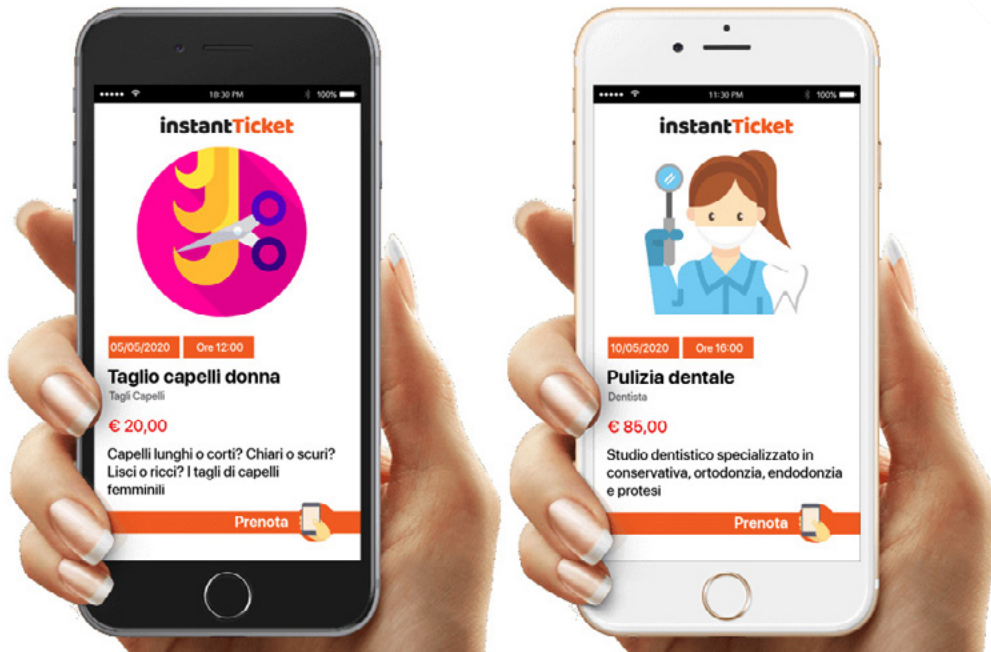 18:30 PM
100%
instantTicket
05/05/2020
Ore 12:00
Taglio capelli donna
Tagli Capelli
€ 20,00
Capelli lunghi o corti? Chiari o scuri?
Lisci o ricci? I tagli di capelli
femminili
Prenota
11:30 PM
100%
instantTicket
10/05/2020
Ore 16:00
Pulizia dentale
Dentista
€ 85,00
Studio dentistico specializzato in
conservativa, ortodonzia, endodonzia
e protesi
Prenota